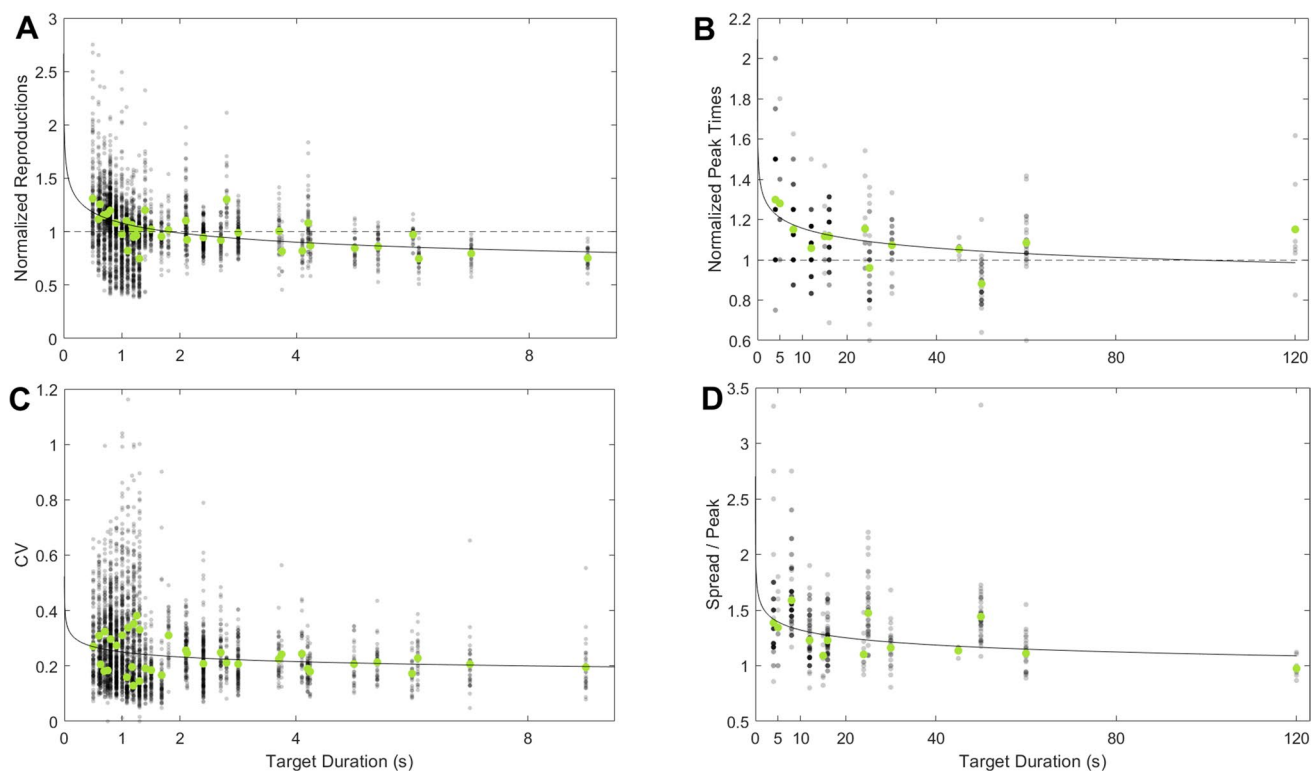 A
Normalized Reproductions
3
2.5
2
1.5
1
0.5
0
0 1 2 4 8
B
Normalized Peak Times
2.2
2
1.8
1.6
1.4
1.2
1
0.8
0.6
0 5 10 20 40 80 120
C
CV
1.2
1
0.8
0.6
0.4
0.2
0
0 1 2 4 8
Target Duration (s)
D
Spread / Peak
3.5
3
2.5
2
1.5
1
0.5
0 5 10 20 40 80 120
Target Duration (s)